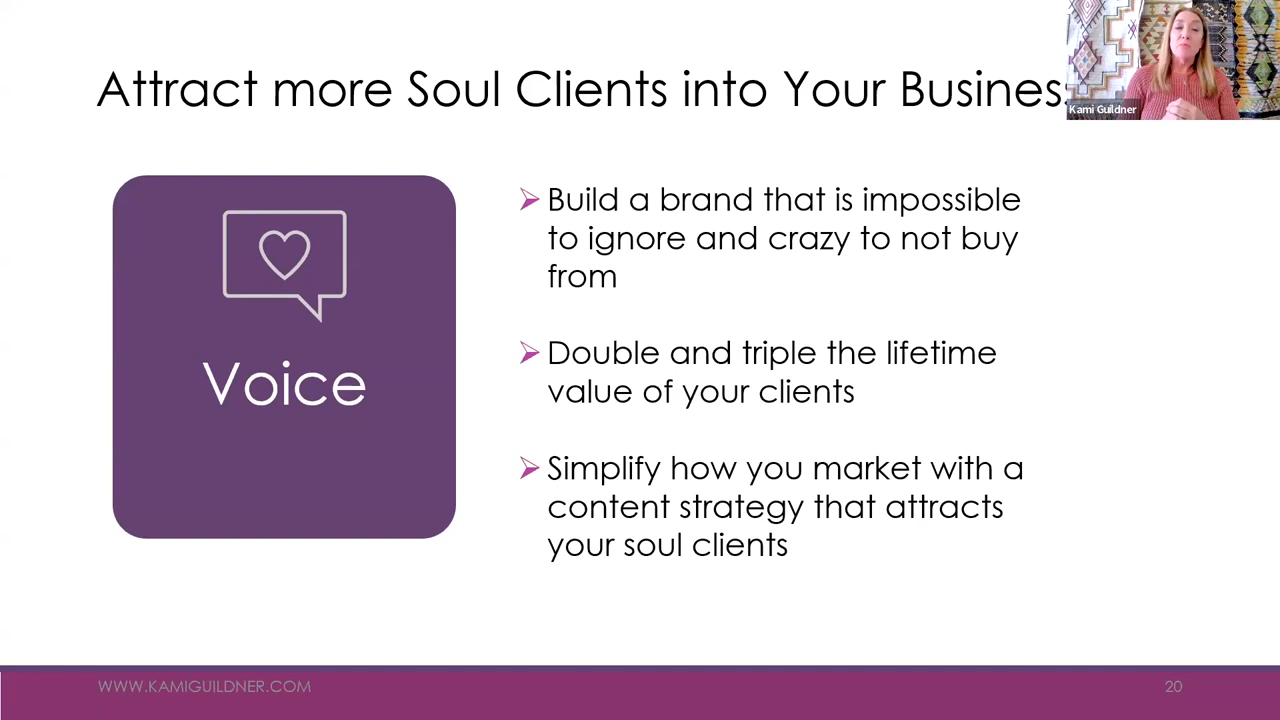 Attract more Soul Clients into Your Busines
Kami Guildner
Voice
Build a brand that is impossible
to ignore and crazy to not buy
from
Double and triple the lifetime
value of your clients
Simplify how you market with a
content strategy that attracts
your soul clients
WWW.KAMIGUILDNER.COM
20